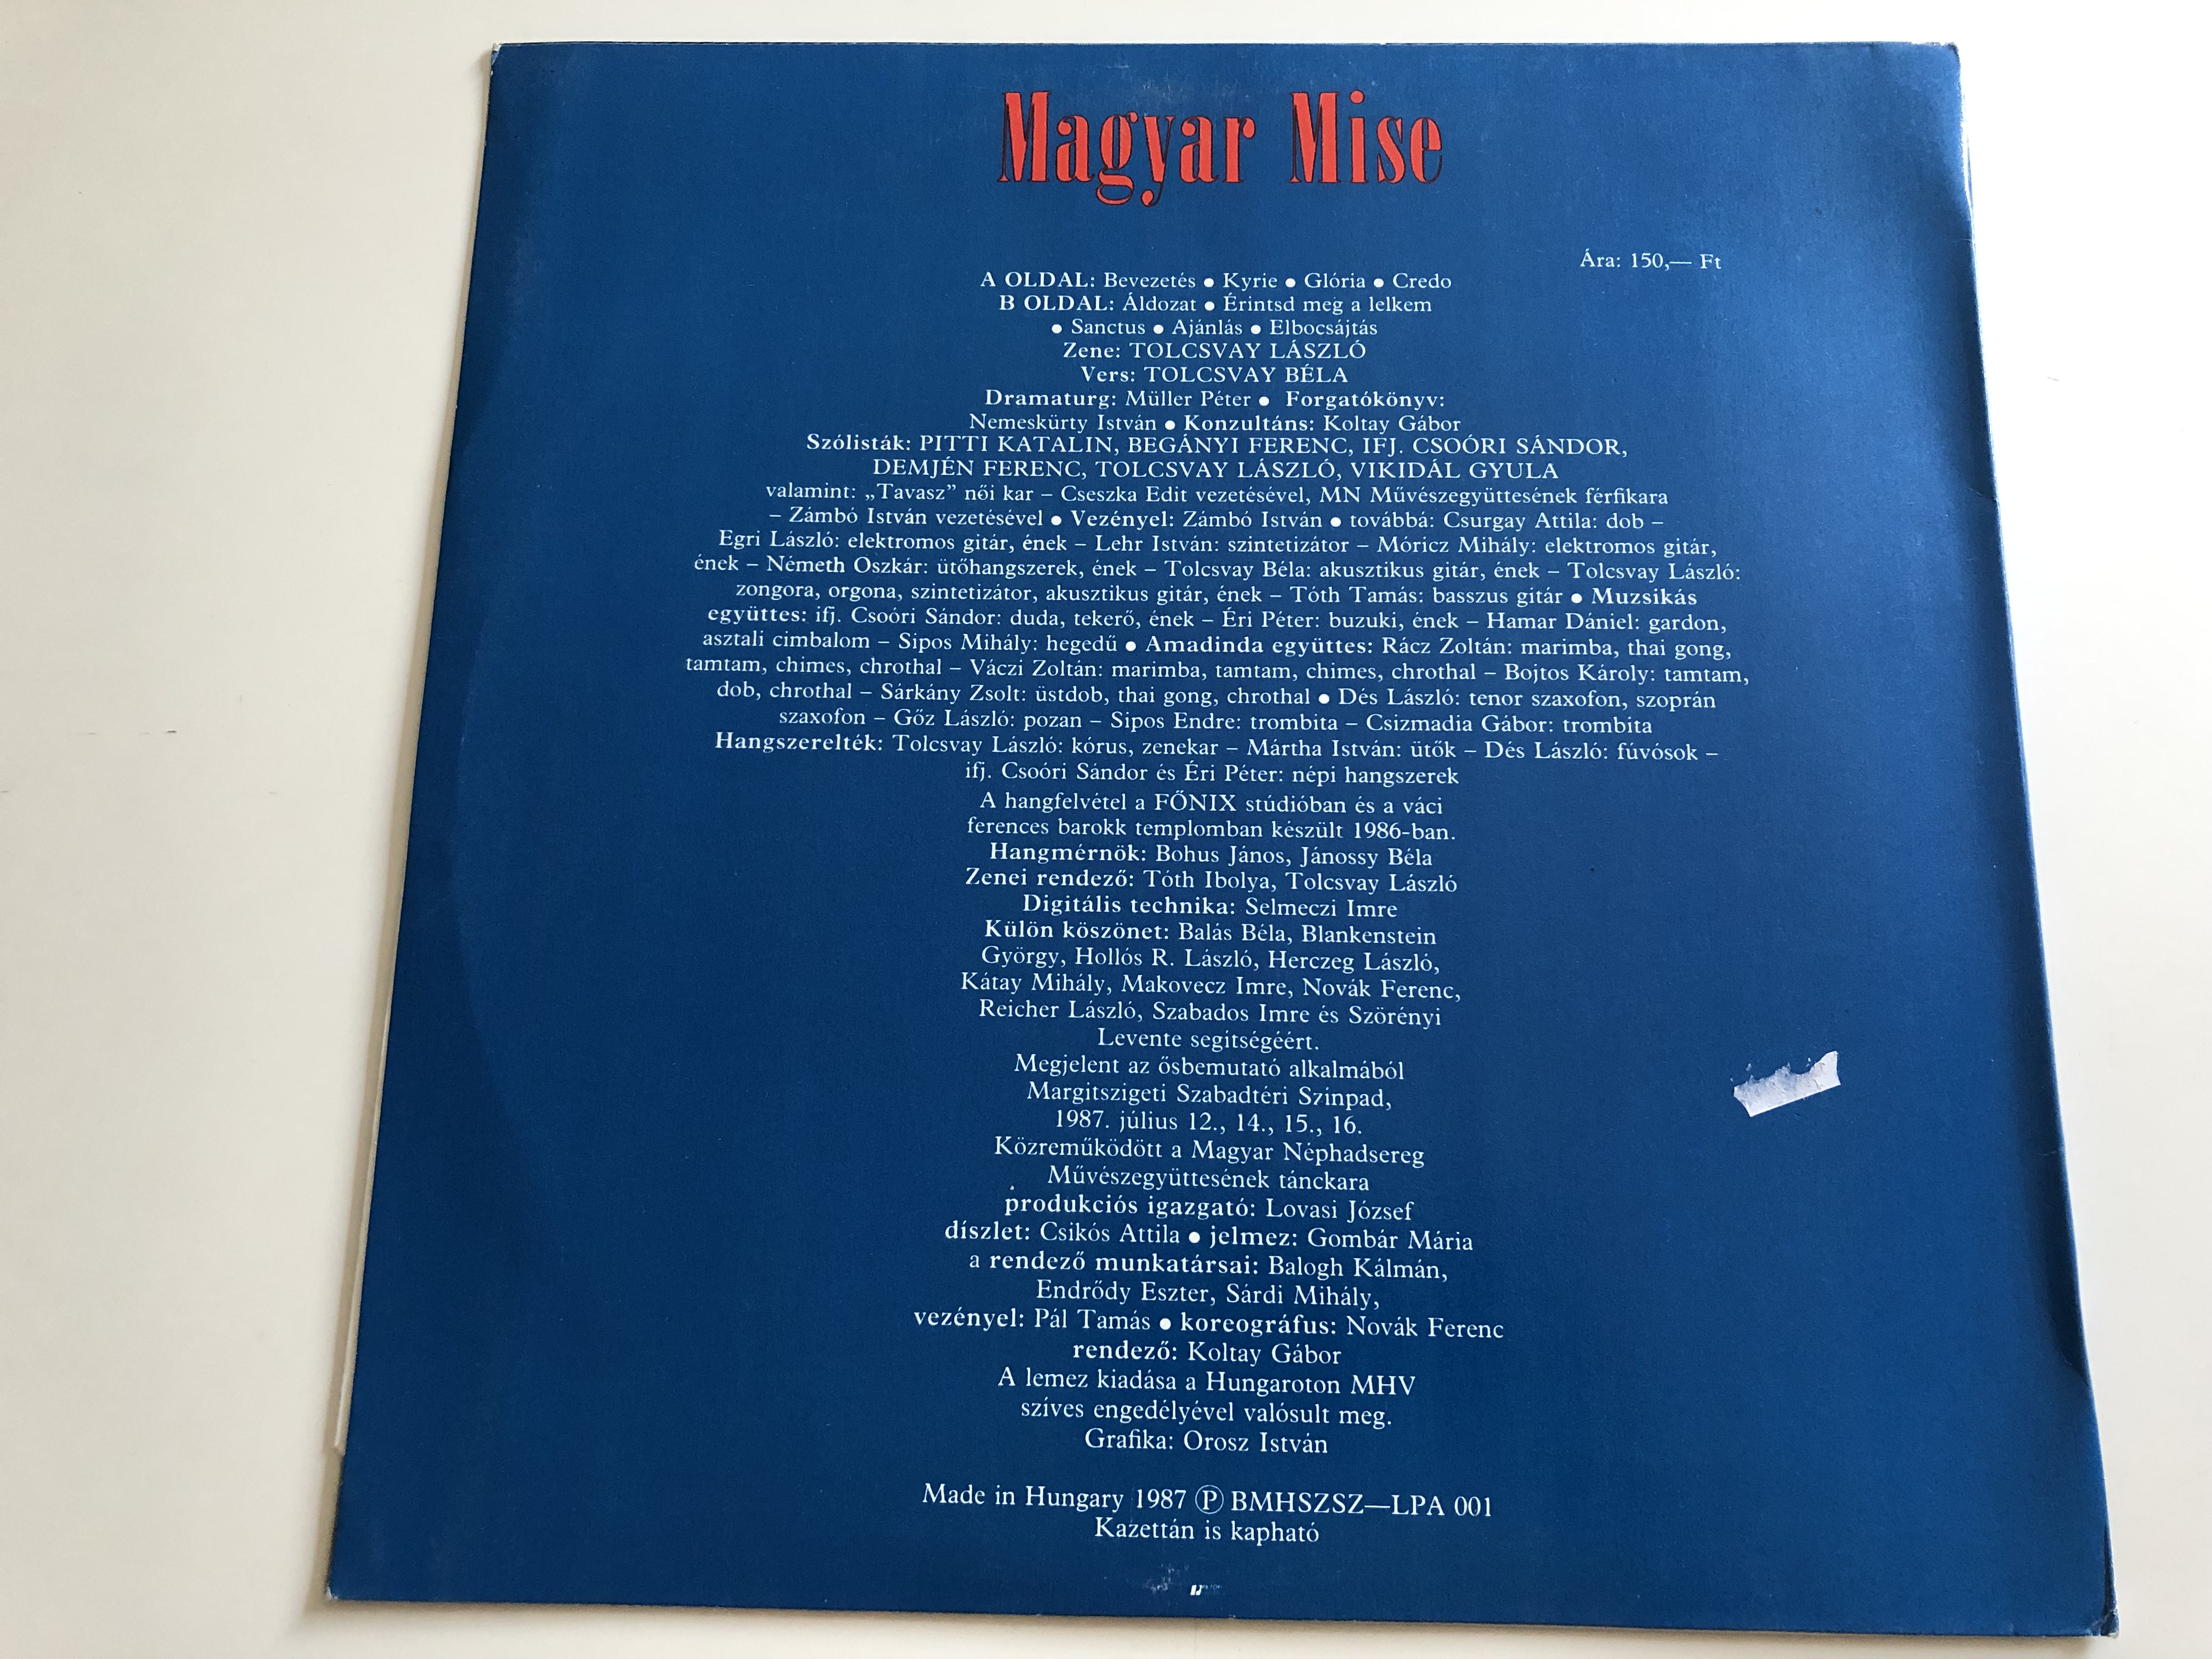 Magyar Mise
Ára: 150,— Ft
A OLDAL: Bevezetés ● Kyrie ● Glória ● Credo
B OLDAL: Áldozat ● Érintsd meg a lelkem
● Sanctus ● Ajánlás ● Elbocsájtás
Zene: TOLCSVAY LÁSZLÓ
Vers: TOLCSVAY BÉLA
Dramaturg: Müller Péter ● Forgatókönyv:
Nemeskürty István ● Konzultáns: Koltay Gábor
Szólisták: PITTI KATALIN, BEGÁNYI FERENC, IFJ. CSOÓRI SÁNDOR,
DEMJÉN FERENC, TOLCSVAY LÁSZLÓ, VIKIDÁL GYULA
valamint: „Tavasz” női kar – Cseszka Edit vezetésével, MN Művészegyüttesének férfikara
– Zámbó István vezetésével ● Vezényel: Zámbó István ● továbbá: Csurgay Attila: dob –
Egri László: elektromos gitár, ének – Lehr István: szintetizátor – Móricz Mihály: elektromos gitár,
ének – Németh Oszkár: ütőhangszerek, ének – Tolcsvay Béla: akusztikus gitár, ének – Tolcsvay László:
zongora, orgona, szintetizátor, akusztikus gitár, ének – Tóth Tamás: basszus gitár ● Muzsikás
együttes: ifj. Csoóri Sándor: duda, tekerő, ének – Éri Péter: buzuki, ének – Hamar Dániel: gardon,
asztali cimbalom – Sipos Mihály: hegedű ● Amadinda együttes: Rácz Zoltán: marimba, thai gong,
tamtam, chimes, chrothal – Váczi Zoltán: marimba, tamtam, chimes, chrothal – Bojtos Károly: tamtam,
dob, chrothal – Sárkány Zsolt: üstdob, thai gong, chrothal ● Dés László: tenor szaxofon, szoprán
szaxofon – Gőz László: pozan – Sipos Endre: trombita – Csizmadia Gábor: trombita
Hangszerelték: Tolcsvay László: kórus, zenekar – Mártha István: ütők – Dés László: fúvósok –
ifj. Csoóri Sándor és Éri Péter: népi hangszerek
A hangfelvétel a FŐNIX stúdióban és a váci
ferences barokk templomban készült 1986-ban.
Hangmérnök: Bohus János, Jánossy Béla
Zenei rendező: Tóth Ibolya, Tolcsvay László
Digitális technika: Selmeczi Imre
Külön köszönet: Balás Béla, Blankenstein
György, Hollós R. László, Herczeg László,
Kátay Mihály, Makovecz Imre, Novák Ferenc,
Reicher László, Szabados Imre és Szörényi
Levente segítségéért.
Megjelent az ősbemutató alkalmából
Margitszigeti Szabadtéri Színpad,
1987. július 12., 14., 15., 16.
Közreműködött a Magyar Néphadsereg
Művészegyüttesének tánckara
produkciós igazgató: Lovasi József
díszlet: Csikós Attila ● jelmez: Gombár Mária
a rendező munkatársai: Balogh Kálmán,
Endrődy Eszter, Sárdi Mihály,
vezényel: Pál Tamás ● koreográfus: Novák Ferenc
rendező: Koltay Gábor
A lemez kiadása a Hungaroton MHV
szíves engedélyével valósult meg.
Grafika: Orosz István
Made in Hungary 1987 Ⓟ BMHSZSZ—LPA 001
Kazettán is kapható